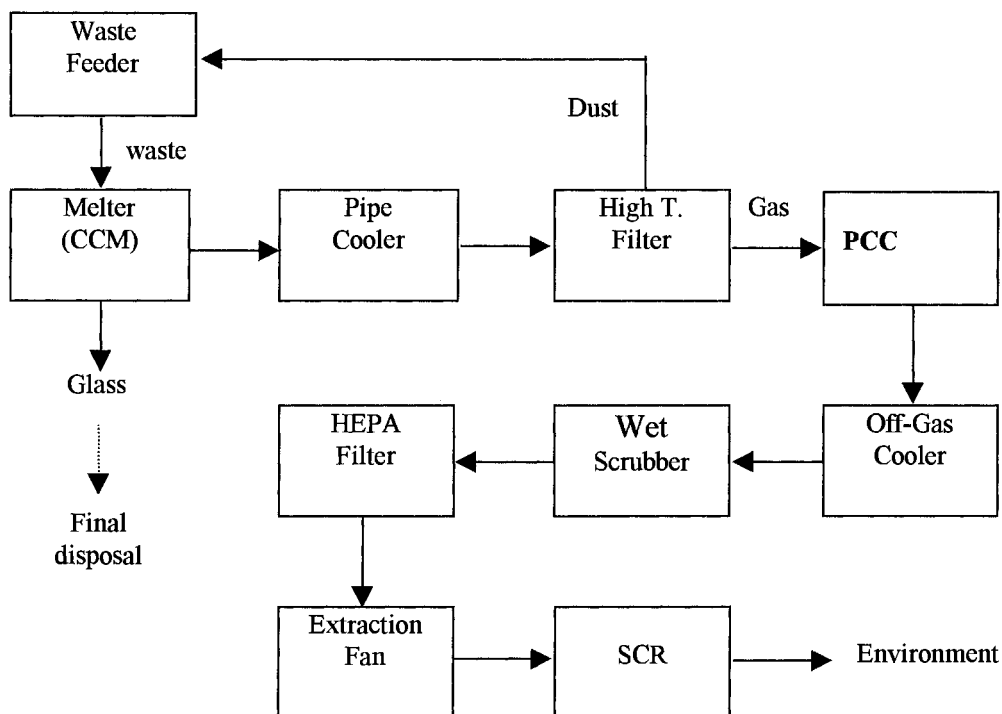 Waste
Feeder
Dust
waste
Melter
(CCM)
Pipe
Cooler
High T.
Filter
Gas
PCC
Glass
HEPA
Filter
Wet
Scrubber
Off-Gas
Cooler
Final
disposal
Extraction
Fan
SCR
Environment